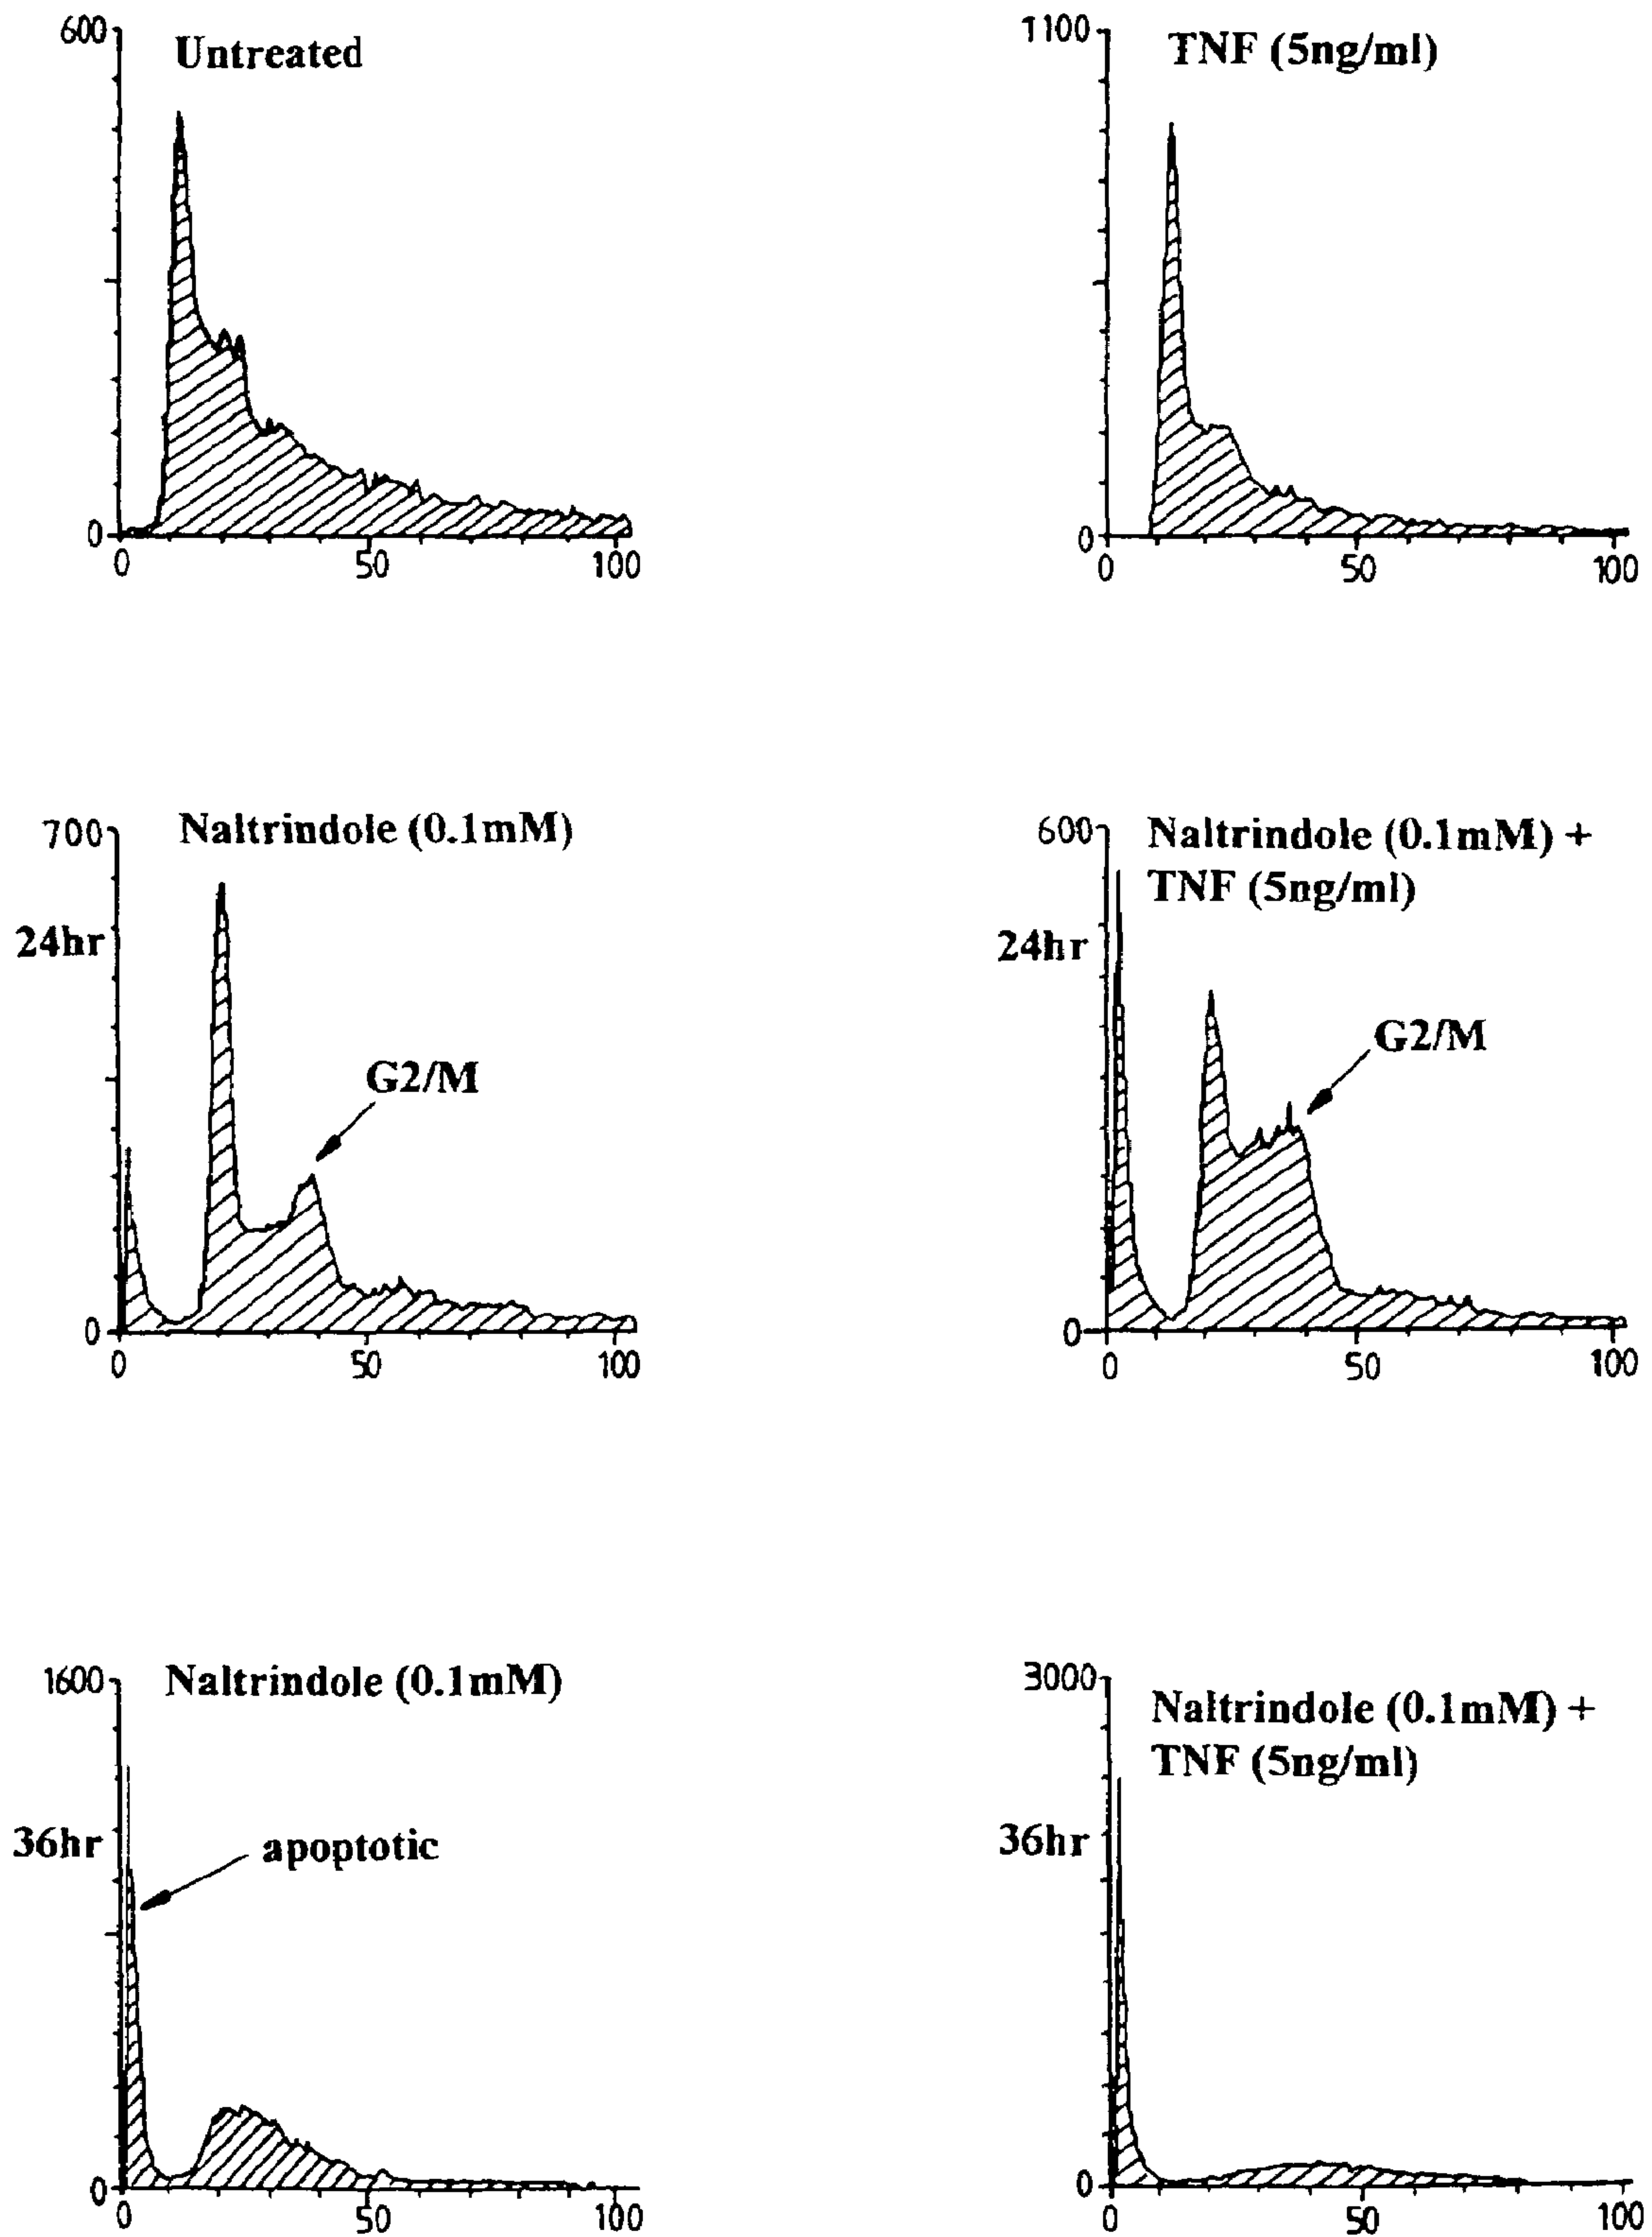 600
Untreated
0
0 50 100
1100
TNF (5ng/ml)
0
0 50 100
700
Naltrindole (0.1mM)
24hr
G2/M
0
0 50 100
600
Naltrindole (0.1mM) +
TNF (5ng/ml)
24hr
G2/M
0
0 50 100
1600
Naltrindole (0.1mM)
36hr
apoptotic
0
0 50 100
3000
Naltrindole (0.1mM) +
TNF (5ng/ml)
36hr
0
0 50 100